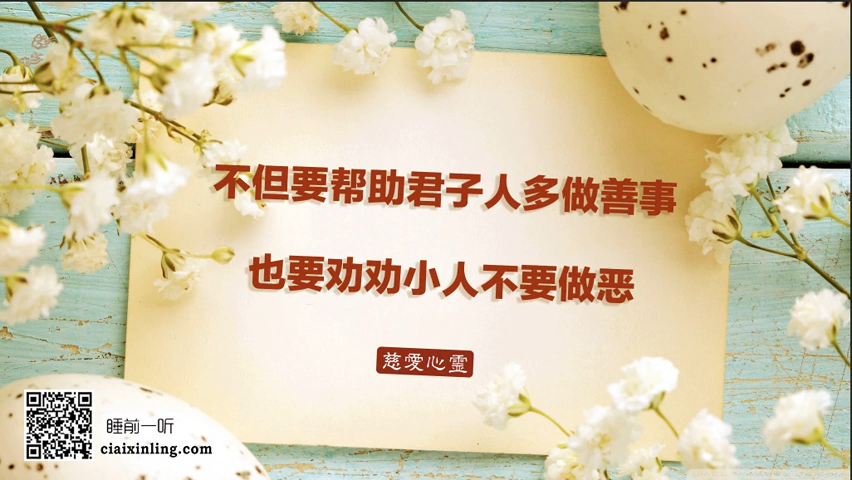 不但要帮助君子人多做善事
也要劝劝小人不要做恶
慈爱心靈
睡前一听
ciaixinling.com